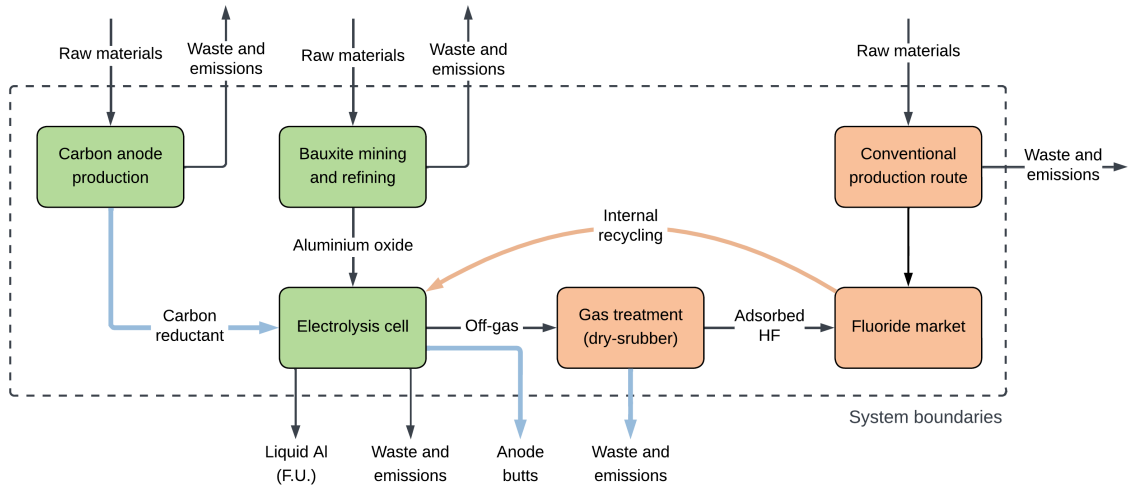 Raw materials
Waste and
emissions
Raw materials
Waste and
emissions
Raw materials
Carbon anode
production
Bauxite mining
and refining
Conventional
production route
Waste and
emissions
Internal
recycling
Aluminium oxide
Carbon
reductant
Electrolysis cell
Off-gas
Gas treatment
(dry-srubber)
Adsorbed
HF
Fluoride market
System boundaries
Liquid Al
(F.U.)
Waste and
emissions
Anode
butts
Waste and
emissions